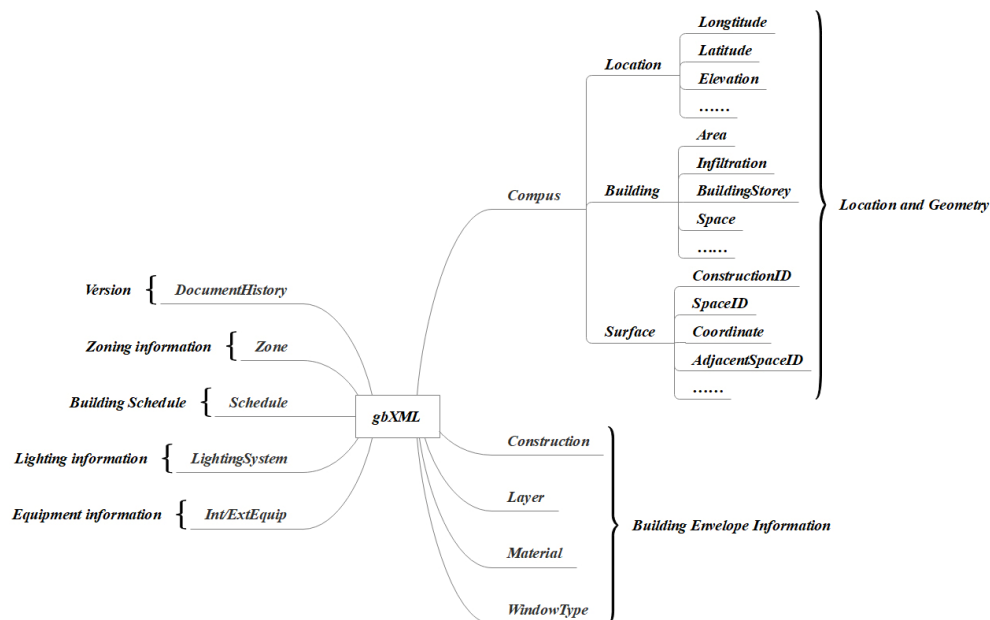 Longtitude
Latitude
Location
Elevation
……
Area
Infiltration
Compus
Building
BuildingStorey
Location and Geometry
Space
……
ConstructionID
Version { DocumentHistory
SpaceID
Surface
Coordinate
Zoning information { Zone
AdjacentSpaceID
……
Building Schedule { Schedule
gbXML
Construction
Lighting information { LightingSystem
Layer
Equipment information { Int/ExtEquip
Building Envelope Information
Material
WindowType